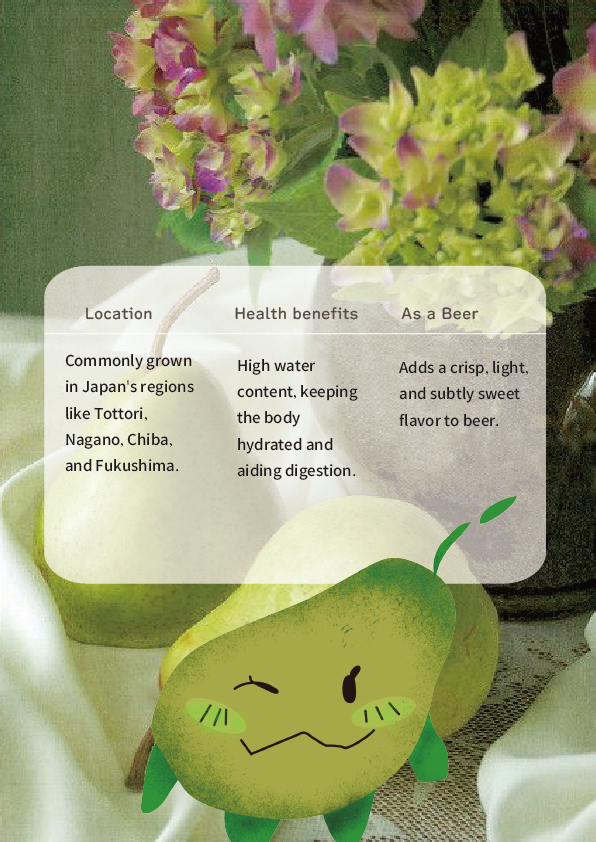 Location
Health benefits
As a Beer
Commonly grown
in Japan's regions
like Tottori,
Nagano, Chiba,
and Fukushima.
High water
content, keeping
the body
hydrated and
aiding digestion.
Adds a crisp, light,
and subtly sweet
flavor to beer.